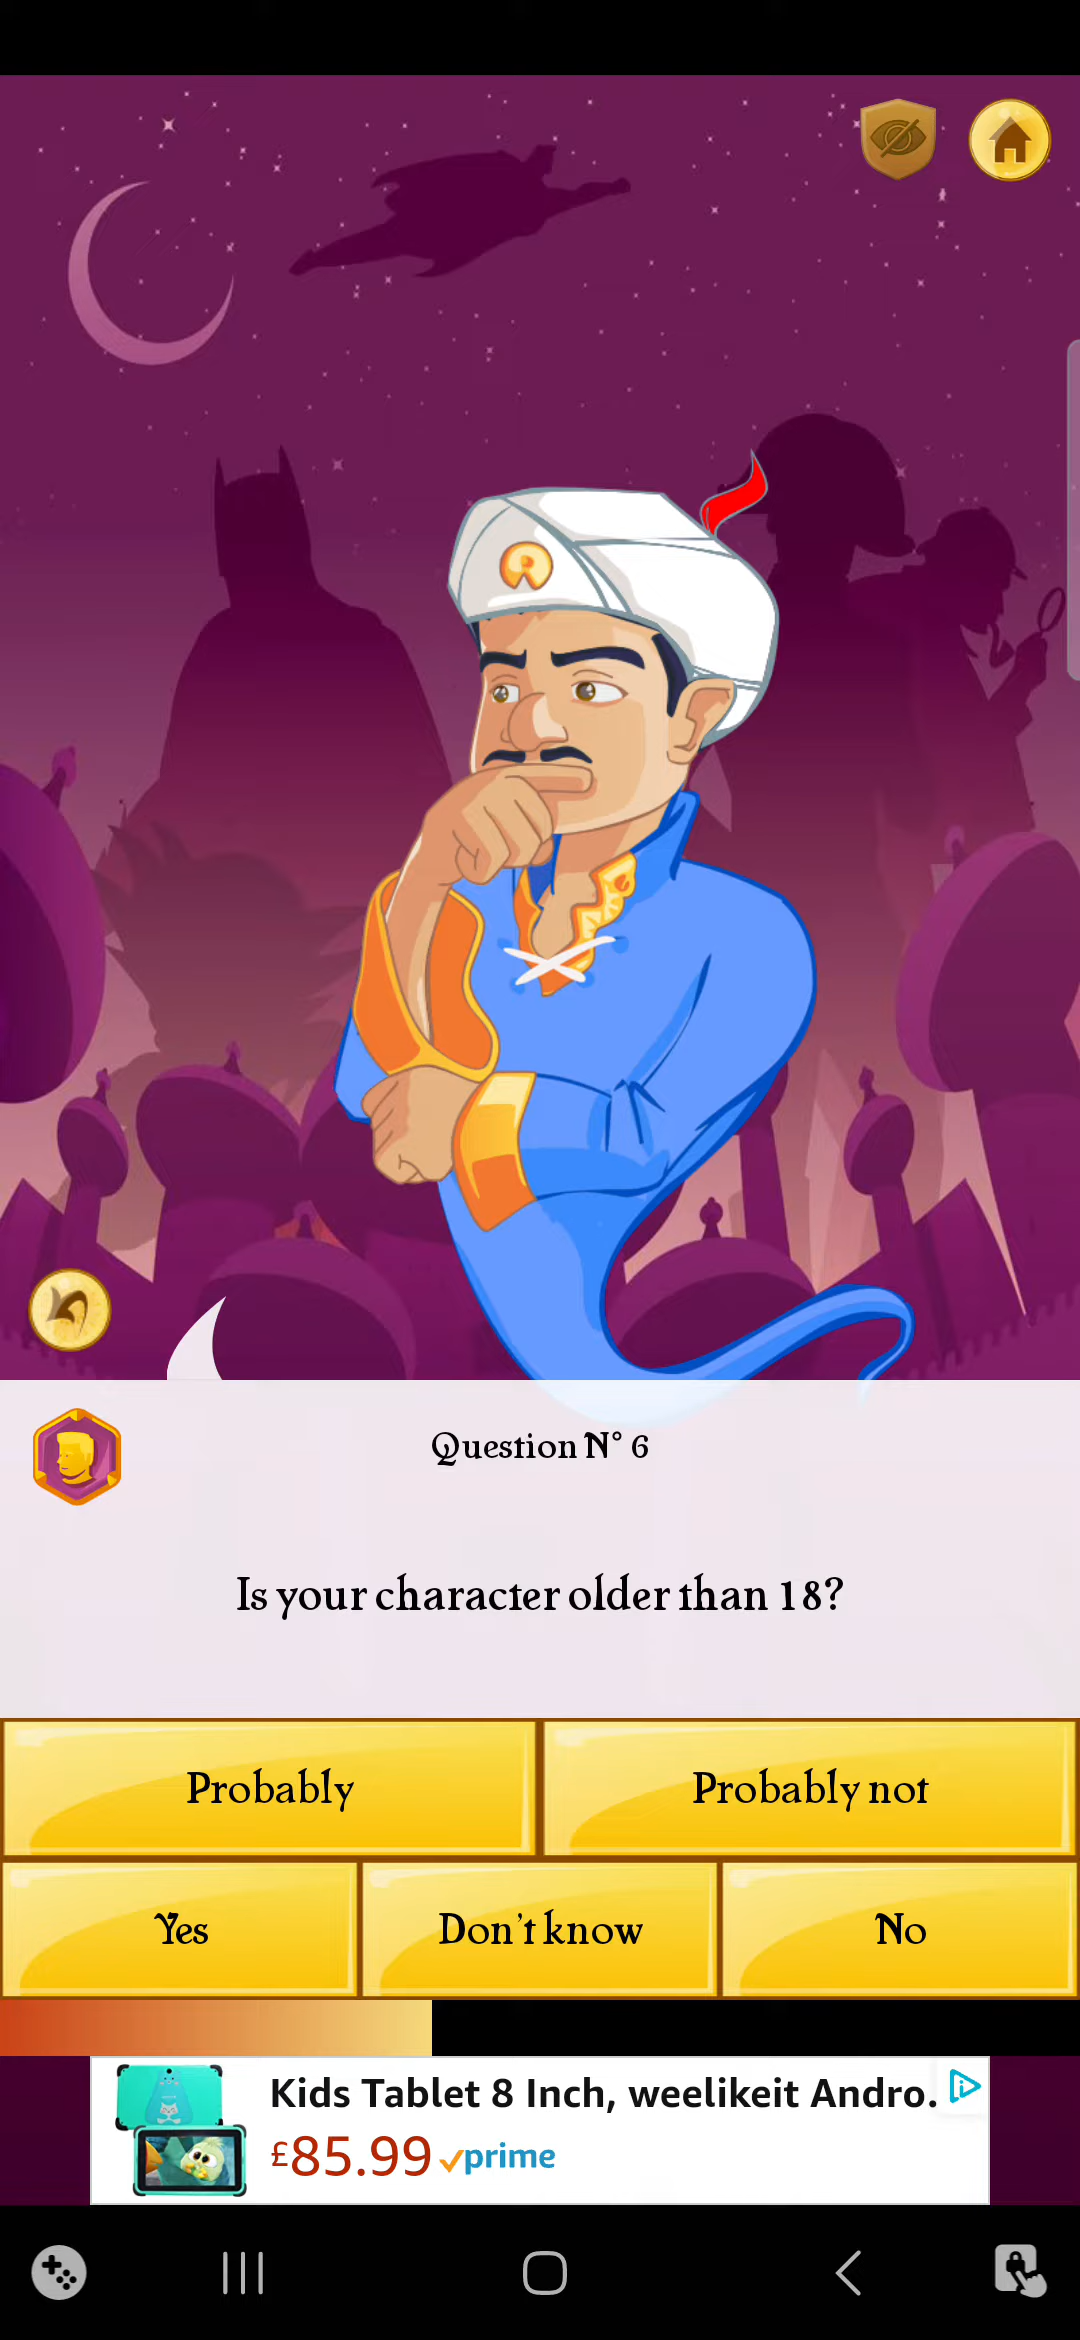 Question N° 6
Is your character older than 18?
Probably
Probably not
Yes
Don't know
No
Kids Tablet 8 Inch, weelikeit Andro.
£85.99 prime